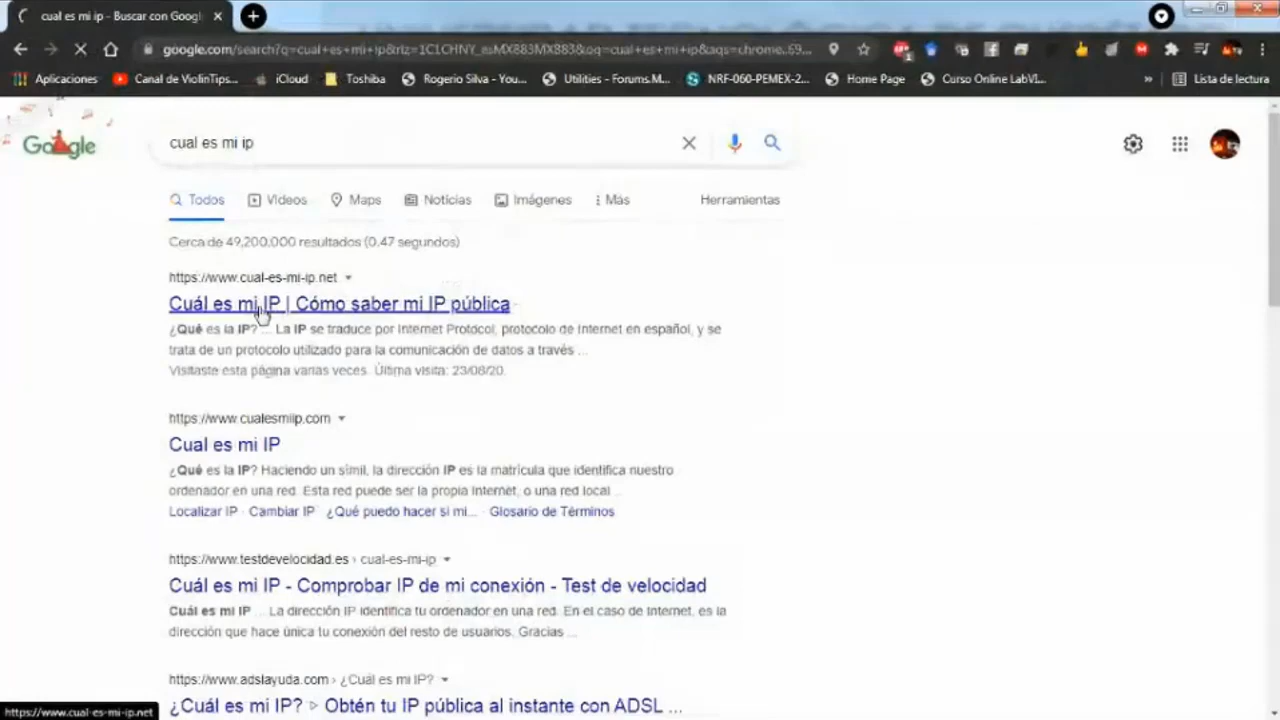 cual es mi ip - Buscar con Googl
google.com/search?q=cual+es+mi+ip&rlz=1C1CHNY_esMX883MX883&oq=cual+es+mi+ip&aqs=chrome..69...
Aplicaciones
Canal de ViolinTips...
iCloud
Toshiba
Rogerio Silva - You...
Utilities - Forums.M...
NRF-060-PEMEX-2...
Home Page
Curso Online LabVI...
»
Lista de lectura
Google
cual es mi ip
Todos
Videos
Maps
Noticias
Imágenes
Más
Herramientas
Cerca de 49,200,000 resultados (0.47 segundos)
https://www.cual-es-mi-ip.net
Cuál es mi IP | Cómo saber mi IP pública
¿Qué es la IP? ... La IP se traduce por Internet Protocol, protocolo de Internet en español, y se
trata de un protocolo utilizado para la comunicación de datos a través ...
Visitaste esta página varias veces. Última visita: 23/08/20.
https://www.cualesmiip.com
Cual es mi IP
¿Qué es la IP? Haciendo un símil, la dirección IP es la matrícula que identifica nuestro
ordenador en una red. Esta red puede ser la propia Internet, o una red local...
Localizar IP · Cambiar IP · ¿Qué puedo hacer si mi... · Glosario de Términos
https://www.testdevelocidad.es › cual-es-mi-ip
Cuál es mi IP - Comprobar IP de mi conexión - Test de velocidad
Cuál es mi IP ... La dirección IP identifica tu ordenador en una red. En el caso de Internet, es la
dirección que hace única tu conexión del resto de usuarios. Gracias ...
https://www.adslayuda.com › ¿Cuál es mi IP?
¿Cuál es mi IP? ▷ Obtén tu IP pública al instante con ADSL ...
https://www.cual-es-mi-ip.net